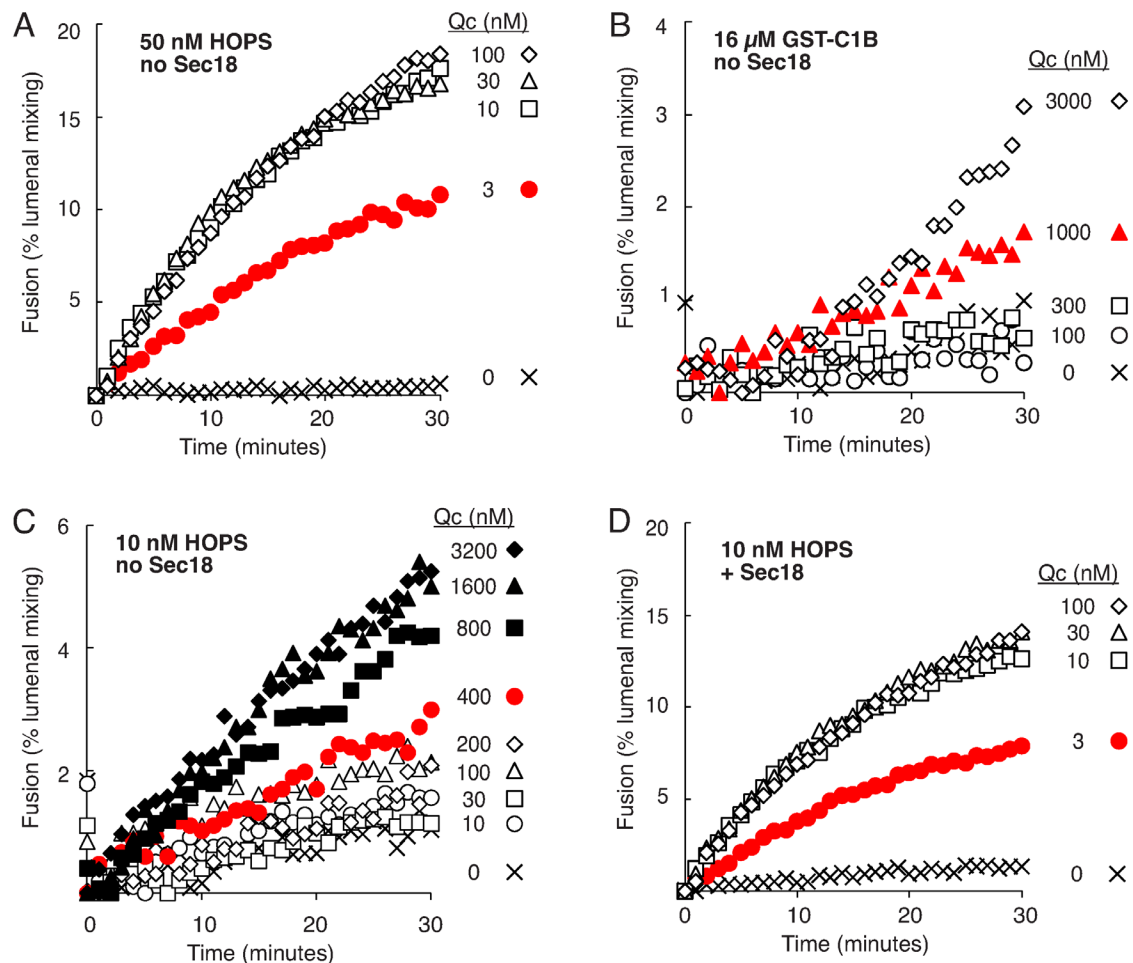 A
50 nM HOPS
no Sec18
Qc (nM)
100
30
10
3
0
20
15
10
5
0
10
20
30
Fusion (% lumenal mixing)
Time (minutes)
B
16 µM GST-C1B
no Sec18
Qc (nM)
3000
1000
300
100
0
4
3
2
1
0
10
20
30
Fusion (% lumenal mixing)
Time (minutes)
C
10 nM HOPS
no Sec18
Qc (nM)
3200
1600
800
400
200
100
30
10
0
6
4
2
0
10
20
30
Fusion (% lumenal mixing)
Time (minutes)
D
10 nM HOPS
+ Sec18
Qc (nM)
100
30
10
3
0
20
15
10
5
0
10
20
30
Fusion (% lumenal mixing)
Time (minutes)